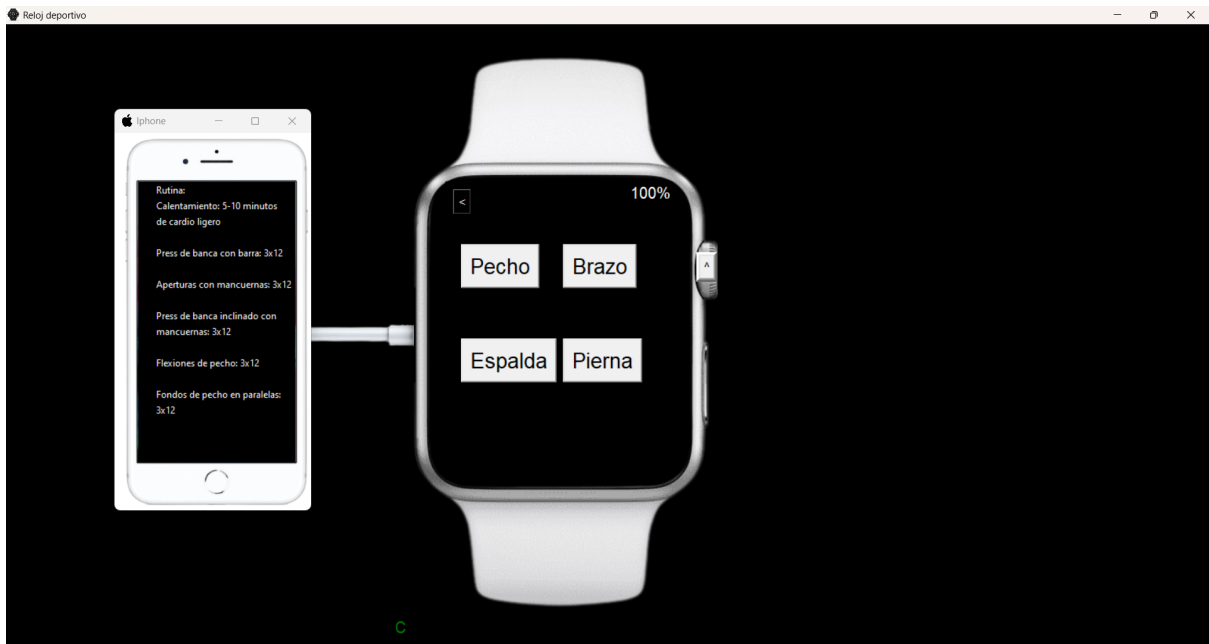 Reloj deportivo
Iphone
Rutina:
Calentamiento: 5-10 minutos
de cardio ligero
Press de banca con barra: 3x12
Aperturas con mancuernas: 3x12
Press de banca inclinado con
mancuernas: 3x12
Flexiones de pecho: 3x12
Fondos de pecho en paralelas:
3x12
<
100%
Pecho
Brazo
Espalda
Pierna
^
C